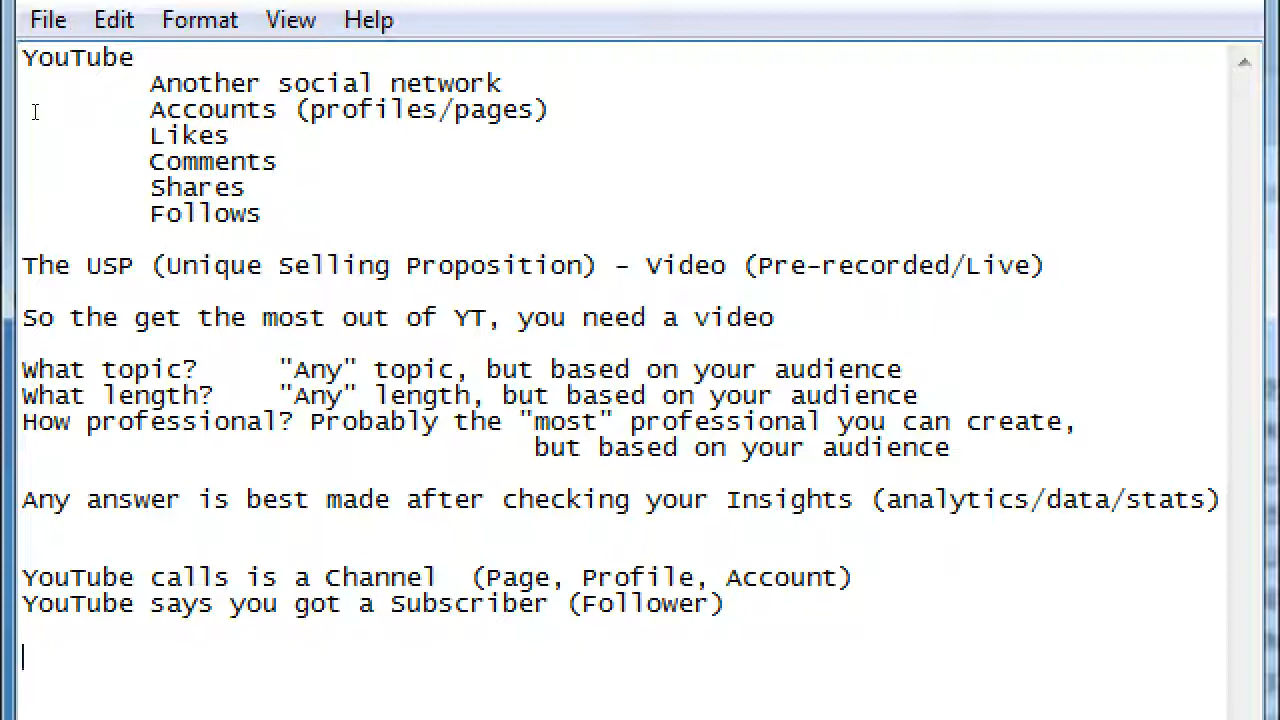 File Edit Format View Help
YouTube
Another social network
Accounts (profiles/pages)
Likes
Comments
Shares
Follows
The USP (Unique Selling Proposition) - Video (Pre-recorded/Live)
So the get the most out of YT, you need a video
What topic? "Any" topic, but based on your audience
What length? "Any" length, but based on your audience
How professional? Probably the "most" professional you can create,
but based on your audience
Any answer is best made after checking your Insights (analytics/data/stats)
YouTube calls is a Channel (Page, Profile, Account)
YouTube says you got a Subscriber (Follower)